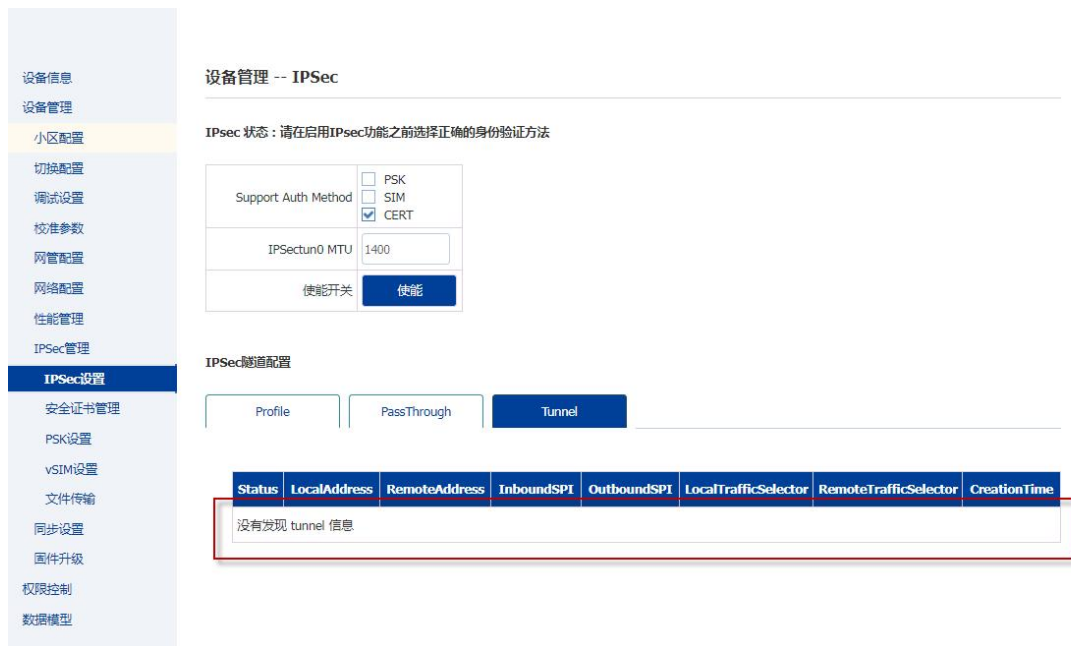 设备信息
设备管理
小区配置
切换配置
调试设置
校准参数
网管配置
网络配置
性能管理
IPSec管理
IPSec设置
安全证书管理
PSK设置
vSIM设置
文件传输
同步设置
固件升级
权限控制
数据模型
设备管理 -- IPSec
IPsec 状态：请在启用IPsec功能之前选择正确的身份验证方法
Support Auth Method
PSK
SIM
CERT
IPSectun0 MTU 1400
使能开关 使能
IPSec隧道配置
Profile PassThrough Tunnel
Status LocalAddress RemoteAddress InboundSPI OutboundSPI LocalTrafficSelector RemoteTrafficSelector CreationTime
没有发现 tunnel 信息